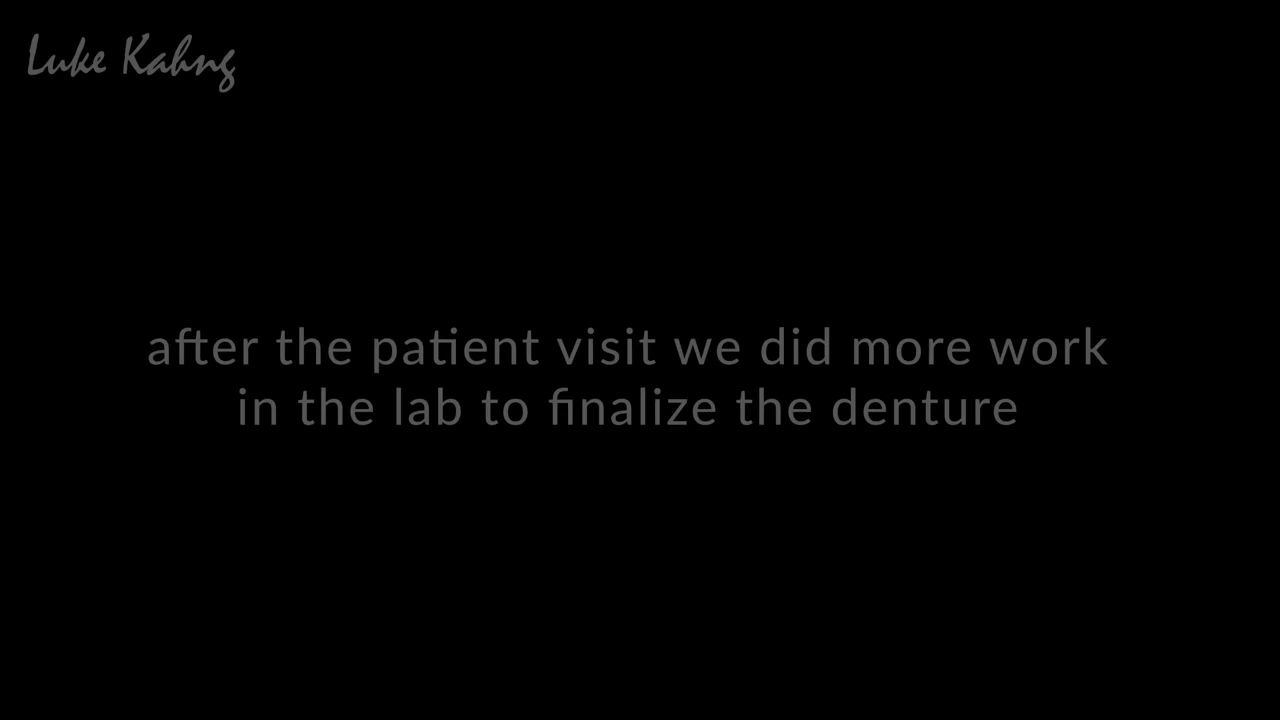 Luke Kahng
after the patient visit we did more work
in the lab to finalize the denture